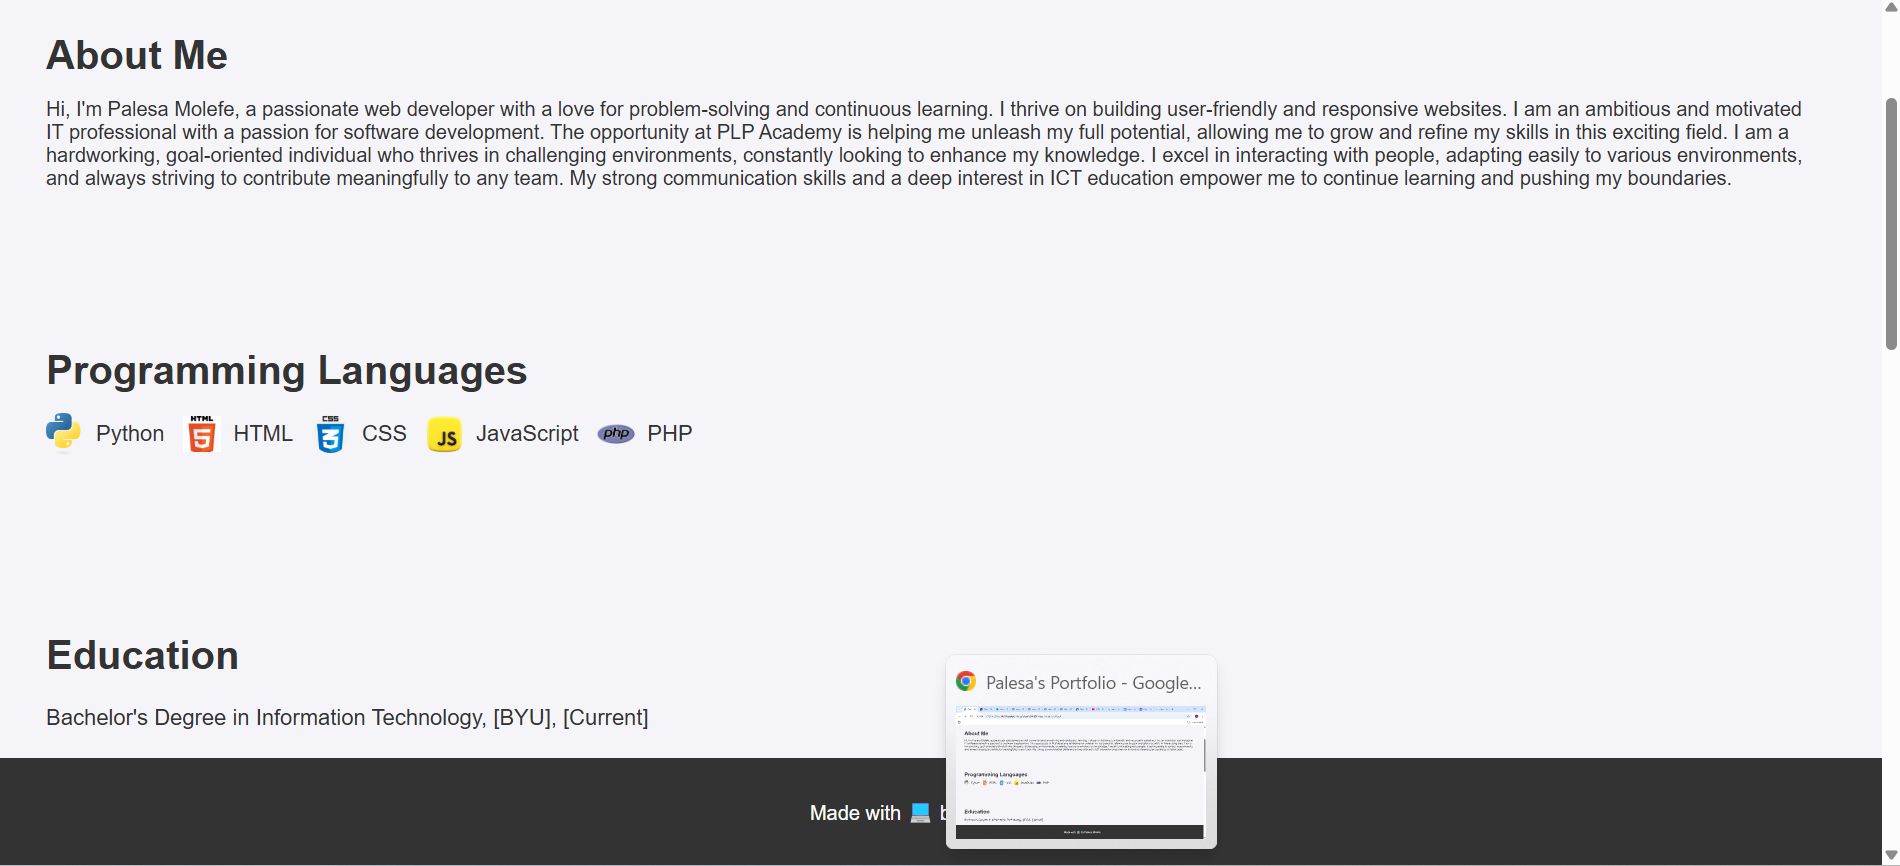 About Me
Hi, I'm Palesa Molefe, a passionate web developer with a love for problem-solving and continuous learning. I thrive on building user-friendly and responsive websites. I am an ambitious and motivated
IT professional with a passion for software development. The opportunity at PLP Academy is helping me unleash my full potential, allowing me to grow and refine my skills in this exciting field. I am a
hardworking, goal-oriented individual who thrives in challenging environments, constantly looking to enhance my knowledge. I excel in interacting with people, adapting easily to various environments,
and always striving to contribute meaningfully to any team. My strong communication skills and a deep interest in ICT education empower me to continue learning and pushing my boundaries.
Programming Languages
Python HTML HTML CSS CSS JS JavaScript php PHP
Education
Bachelor's Degree in Information Technology, [BYU], [Current]
Palesa's Portfolio - Google...
About Me
Programming Languages
Education
Made with